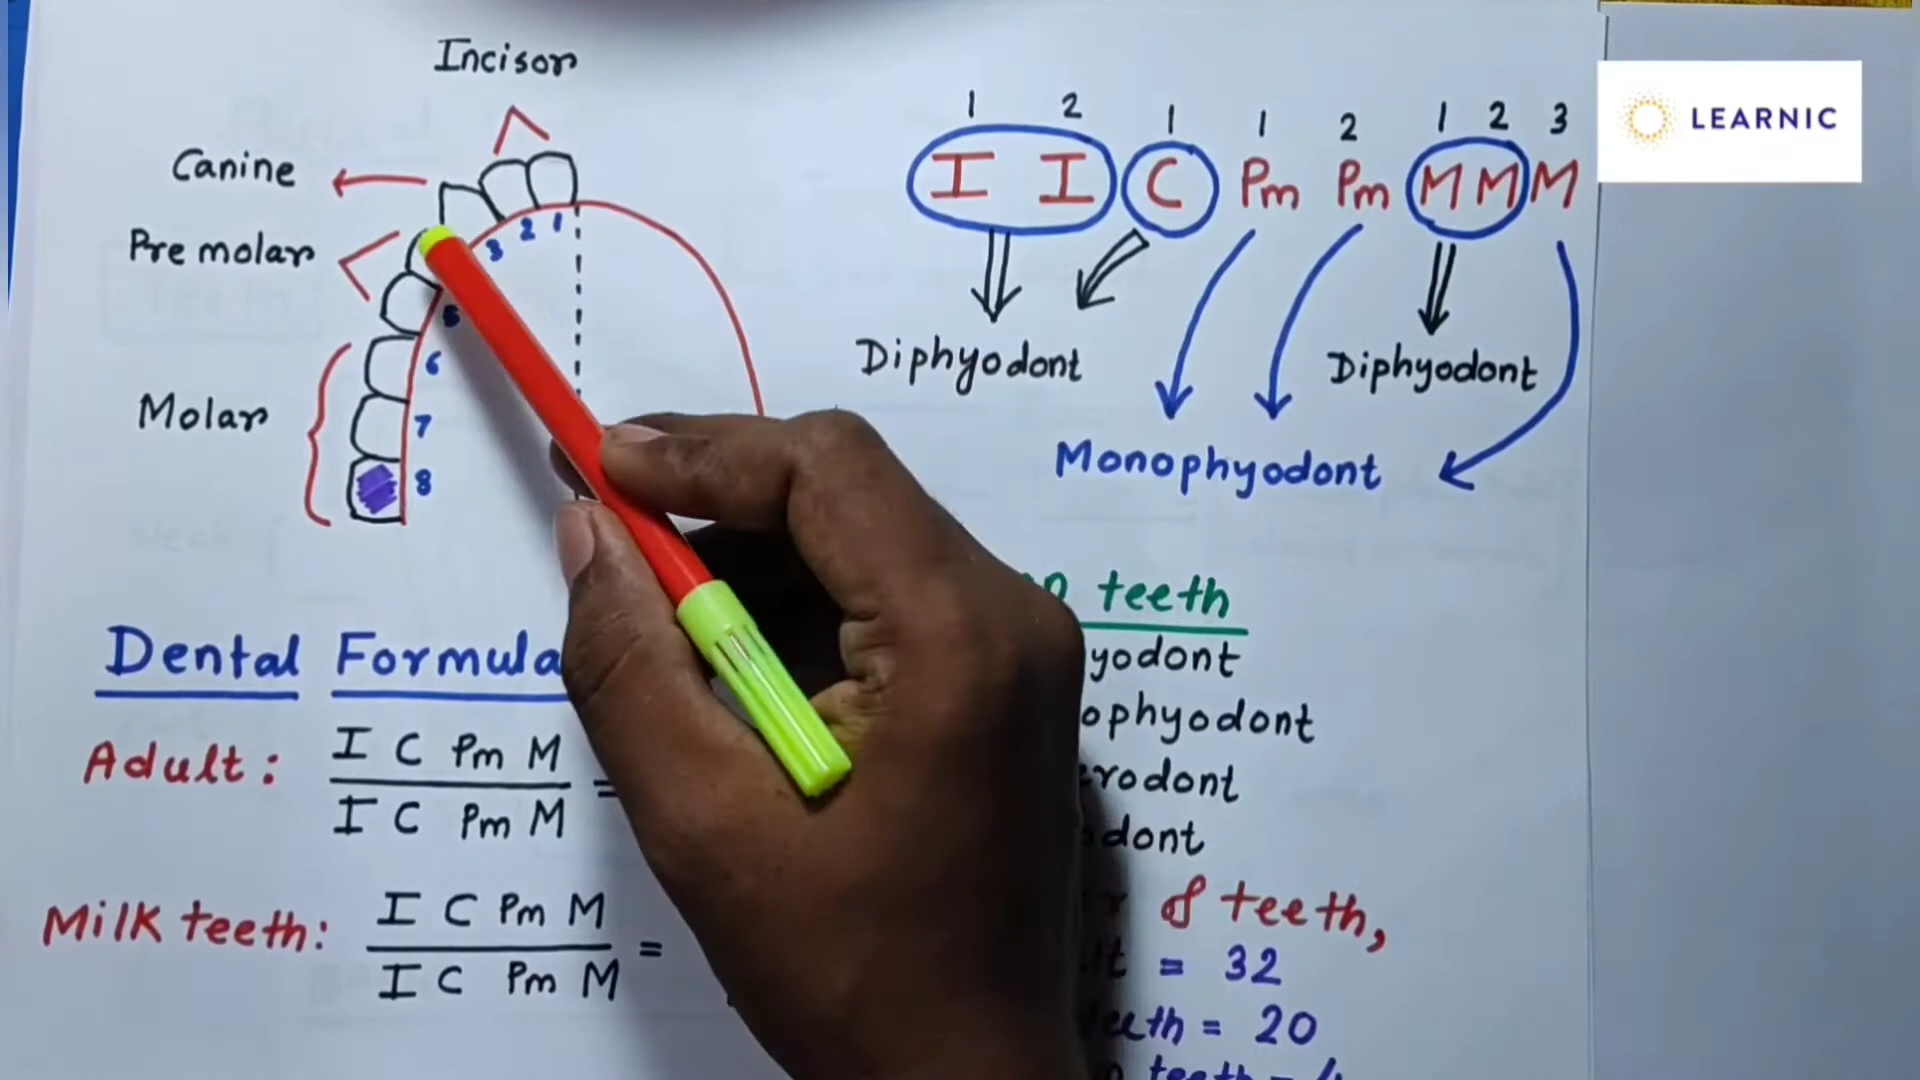 Incisor
Canine
Pre molar
Molar
1
2
3
5
6
7
8
1 2 1 1 2 1 2 3
I I C Pm Pm M M M
Diphyodont
Diphyodont
Monophyodont
LEARNIC
Dental Formula
Adult: I C Pm M
I C Pm M
=
Milk teeth: I C Pm M
I C Pm M
=
teeth
yodont
ophyodont
rodont
dont
of teeth,
= 32
= 20
teeth